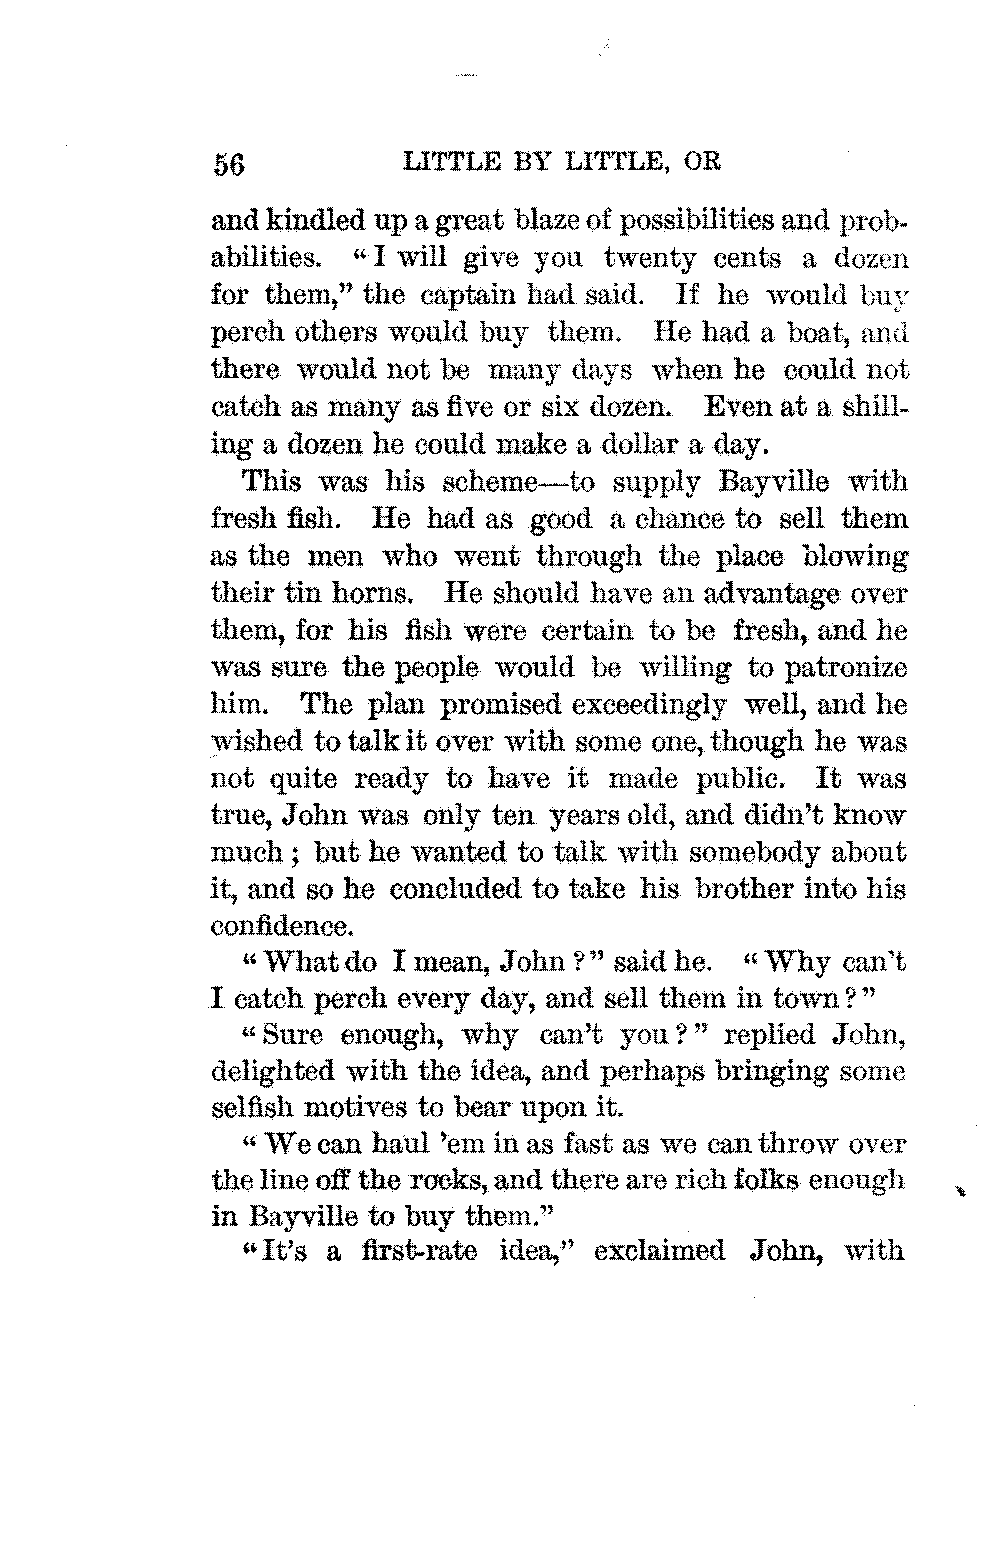 56 LITTLE BY LITTLE, OR
and kindled up a great blaze of possibilities and prob-
abilities. “I will give you twenty cents a dozen
for them,” the captain had said. If he would buy
perch others would buy them. He had a boat, and
there would not be many days when he could not
catch as many as five or six dozen. Even at a shill-
ing a dozen he could make a dollar a day.
This was his scheme—to supply Bayville with
fresh fish. He had as good a chance to sell them
as the men who went through the place blowing
their tin horns. He should have an advantage over
them, for his fish were certain to be fresh, and he
was sure the people would be willing to patronize
him. The plan promised exceedingly well, and he
wished to talk it over with some one, though he was
not quite ready to have it made public. It was
true, John was only ten years old, and didn’t know
much; but he wanted to talk with somebody about
it, and so he concluded to take his brother into his
confidence.
“What do I mean, John?” said he. “Why can’t
I catch perch every day, and sell them in town?”
“Sure enough, why can’t you?” replied John,
delighted with the idea, and perhaps bringing some
selfish motives to bear upon it.
“We can haul ’em in as fast as we can throw over
the line off the rocks, and there are rich folks enough
in Bayville to buy them.”
“It’s a first-rate idea,” exclaimed John, with